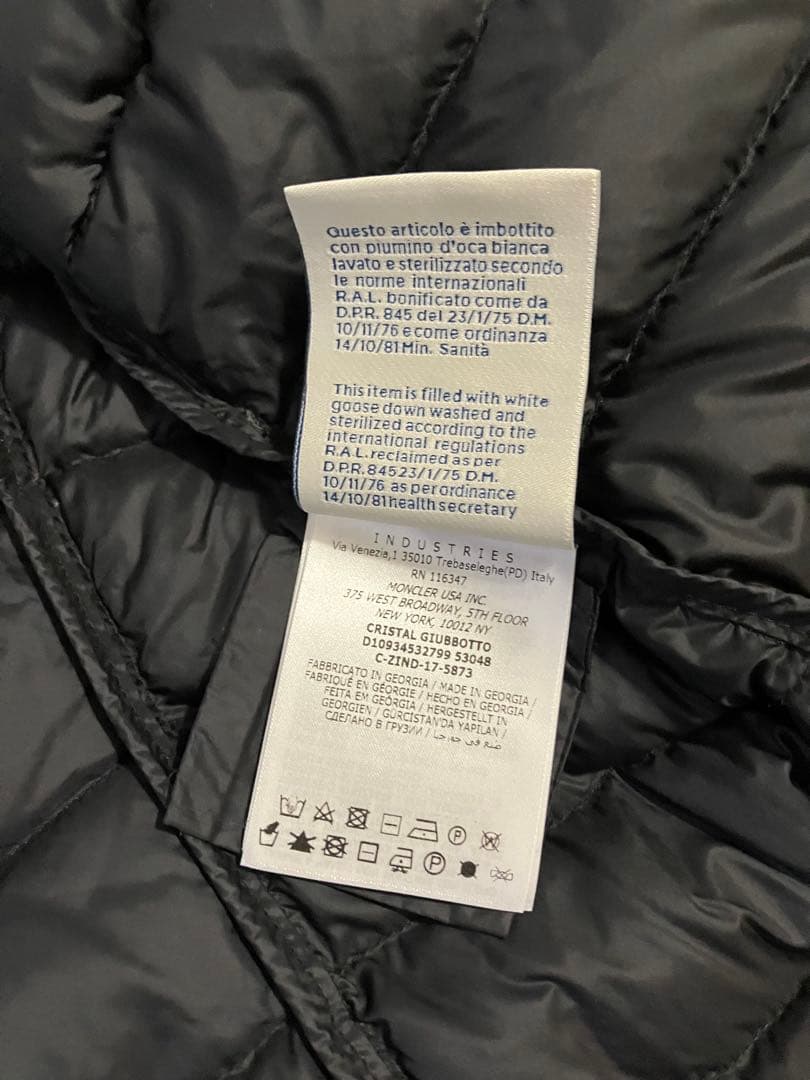 Questo articolo è imbottito
con piumino d'oca bianca
lavato e sterilizzato secondo
le norme internazionali
R.A.L. bonificato come da
D.P.R. 845 del 23/1/75 D.M.
10/11/76 e come ordinanza
14/10/81 Min. Sanità
This item is filled with white
goose down washed and
sterilized according to the
international regulations
R.A.L. reclaimed as per
D.P.R. 845 23/1/75 D.M.
10/11/76 as per ordinance
14/10/81 health secretary
INDUSTRIES
Via Venezia,1 35010 Trebaseleghe(PD) Italy
RN 116347
MONCLER USA INC.
375 WEST BROADWAY, 5TH FLOOR
NEW YORK, 10012 NY
CRISTAL GIUBBOTTO
D10934532799 53048
C-ZIND-17-5873
FABBRICATO IN GEORGIA / MADE IN GEORGIA /
FABRIQUÉ EN GÉORGIE / HECHO EN GEORGIA /
FEITA EM GEÓRGIA / HERGESTELLT IN
GEORGIEN / GÜRCISTAN'DA YAPILAN /
СДЕЛАНО В ГРУЗИИ / صنع في جورجيا
P W
P